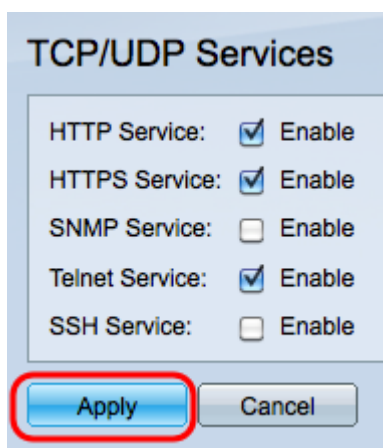 TCP/UDP Services
HTTP Service: Enable
HTTPS Service: Enable
SNMP Service: Enable
Telnet Service: Enable
SSH Service: Enable
Apply Cancel